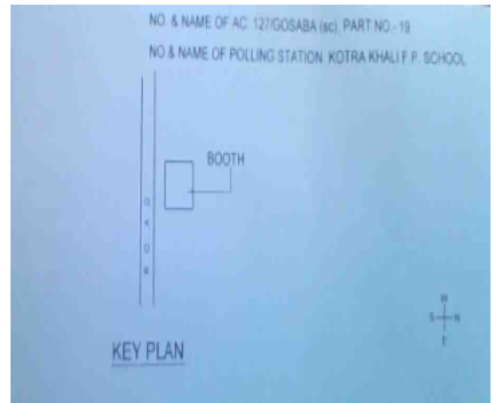 NO. & NAME OF AC. 127/GOSABA (sc), PART NO.- 19
NO & NAME OF POLLING STATION KOTRA KHALI F.P. SCHOOL
BOOTH
ROAD
W
S N
E
KEY PLAN